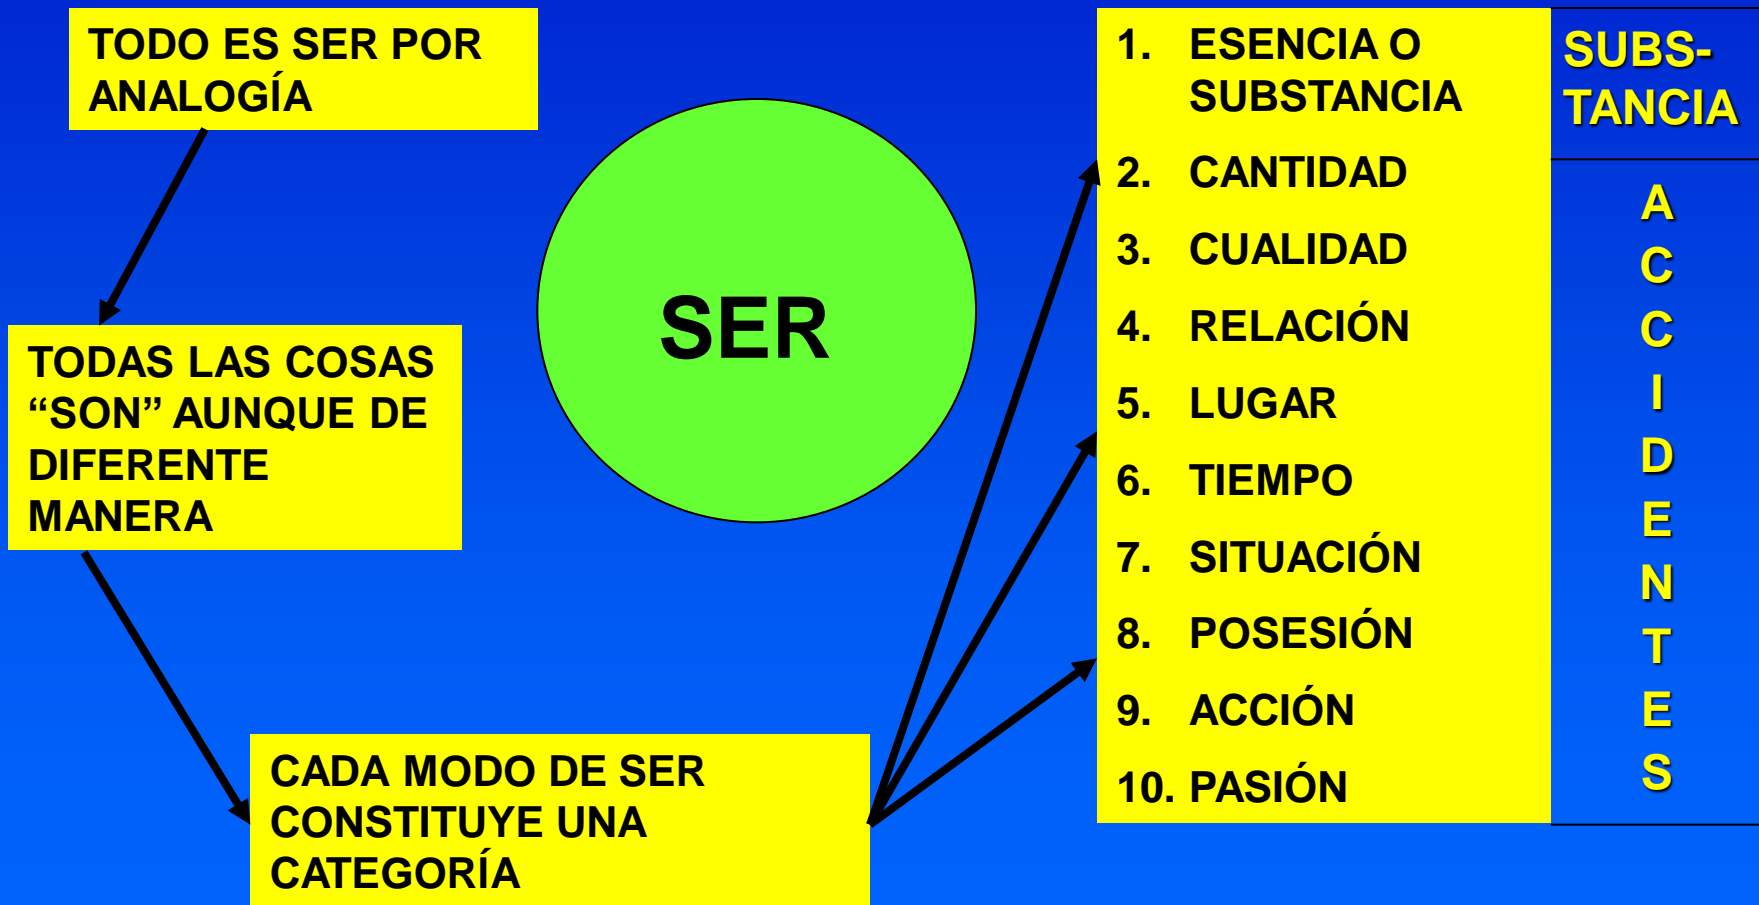 TODO ES SER POR
ANALOGÍA
TODAS LAS COSAS
“SON” AUNQUE DE
DIFERENTE
MANERA
CADA MODO DE SER
CONSTITUYE UNA
CATEGORÍA
SER
1. ESENCIA O
SUBSTANCIA
2. CANTIDAD
3. CUALIDAD
4. RELACIÓN
5. LUGAR
6. TIEMPO
7. SITUACIÓN
8. POSESIÓN
9. ACCIÓN
10. PASIÓN
SUBS-
TANCIA
A
C
C
I
D
E
N
T
E
S